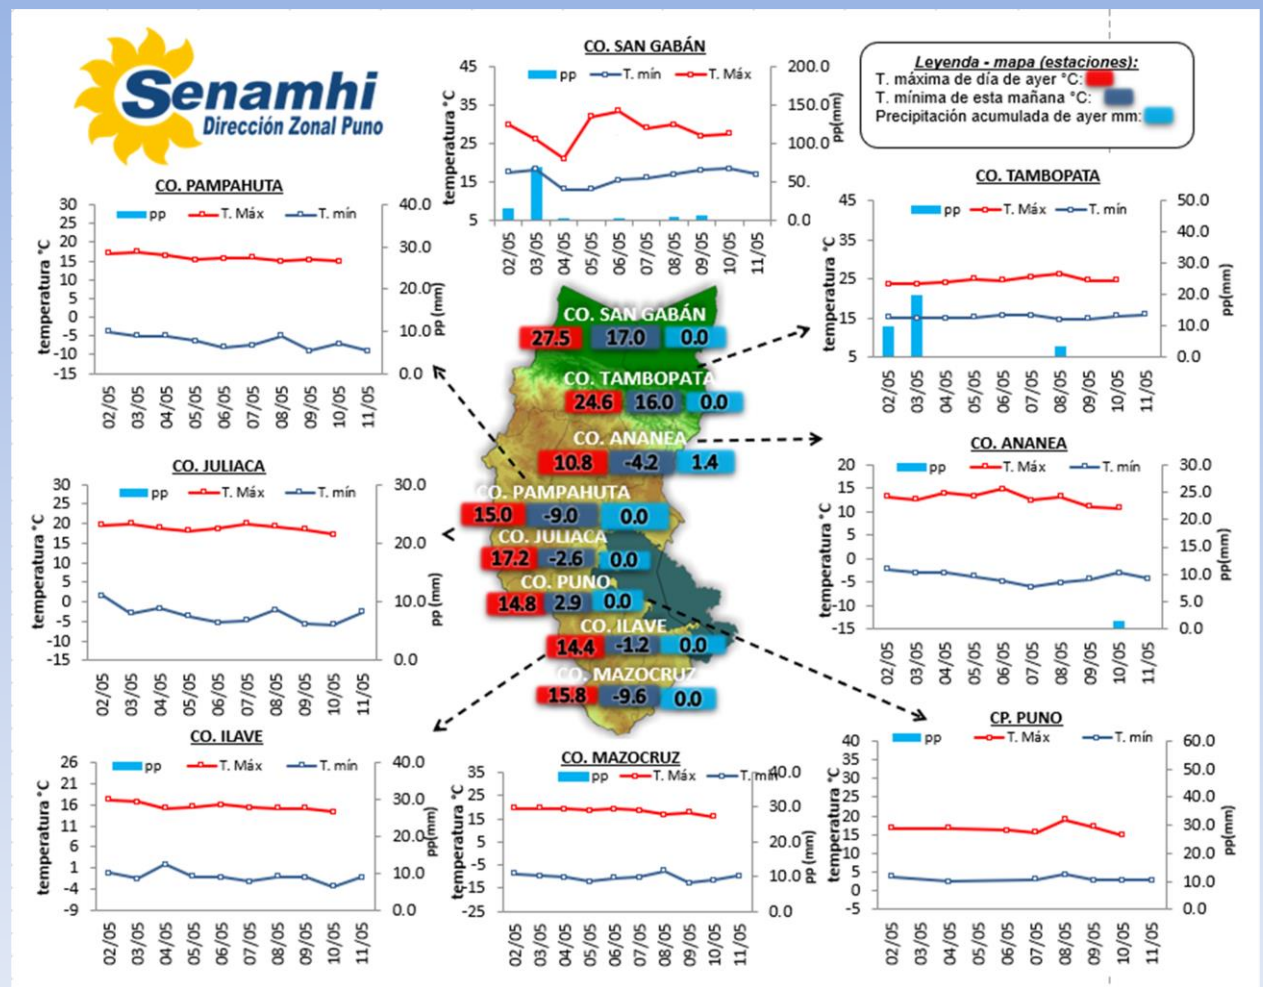 Senamhi
Dirección Zonal Puno
CO. SAN GABÁN
pp T. mín T. Máx
temperatura °C
45
35
25
15
5
200.0
150.0
100.0
50.
0.0
pp(mm)
02/05 03/05 04/05 05/05 06/05 07/05 08/05 09/05 10/05 11/05
Leyenda - mapa (estaciones):
T. máxima de día de ayer °C:
T. mínima de esta mañana °C:
Precipitación acumulada de ayer mm:
CO. PAMPAHUTA
pp T. Máx T. mín
temperatura °C
30
25
20
15
10
5
0
-5
-10
-15
40.0
30.0
20.0
10.0
0.0
pp (mm)
02/05 03/05 04/05 05/05 06/05 07/05 08/05 09/05 10/05 11/05
CO. TAMBOPATA
pp T. Máx T. mín
temperatura °C
45
35
25
15
5
50.0
40.0
30.0
20.0
10.0
0.0
pp(mm)
02/05 03/05 04/05 05/05 06/05 07/05 08/05 09/05 10/05 11/05
CO. SAN GABÁN
27.5 17.0 0.0
CO. TAMBOPATA
24.6 16.0 0.0
CO. ANANEA
10.8 -4.2 1.4
CO. PAMPAHUTA
15.0 -9.0 0.0
CO. JULIACA
17.2 -2.6 0.0
CO. PUNO
14.8 2.9 0.0
CO. ILAVE
14.4 -1.2 0.0
CO. MAZOCRUZ
15.8 -9.6 0.0
CO. JULIACA
pp T. Máx T. mín
temperatura °C
30
25
20
15
10
5
0
-5
-10
-15
30.0
20.0
10.0
0.0
pp (mm)
02/05 03/05 04/05 05/05 06/05 07/05 08/05 09/05 10/05 11/05
CO. ANANEA
pp T. Máx T. mín
temperatura °C
20
15
10
5
0
-5
-10
-15
30.0
25.0
20.0
15.0
10.0
5.0
0.0
pp(mm)
02/05 03/05 04/05 05/05 06/05 07/05 08/05 09/05 10/05 11/05
CO. ILAVE
pp T. Máx T. mín
temperatura °C
26
21
16
11
6
1
-4
-9
40.0
30.0
20.0
10.0
0.0
pp(mm)
02/05 03/05 04/05 05/05 06/05 07/05 08/05 09/05 10/05 11/05
CO. MAZOCRUZ
pp T. Máx T. mín
temperatura °C
35
25
15
5
-5
-15
-25
40.0
30.0
20.0
10.0
0.0
pp (mm)
02/05 03/05 04/05 05/05 06/05 07/05 08/05 09/05 10/05 11/05
CP. PUNO
pp T. Máx T. mín
temperatura °C
40
35
30
25
20
15
10
5
0
-5
60.0
50.0
40.0
30.0
20.0
10.0
0.0
pp(mm)
02/05 03/05 04/05 05/05 06/05 07/05 08/05 09/05 10/05 11/05